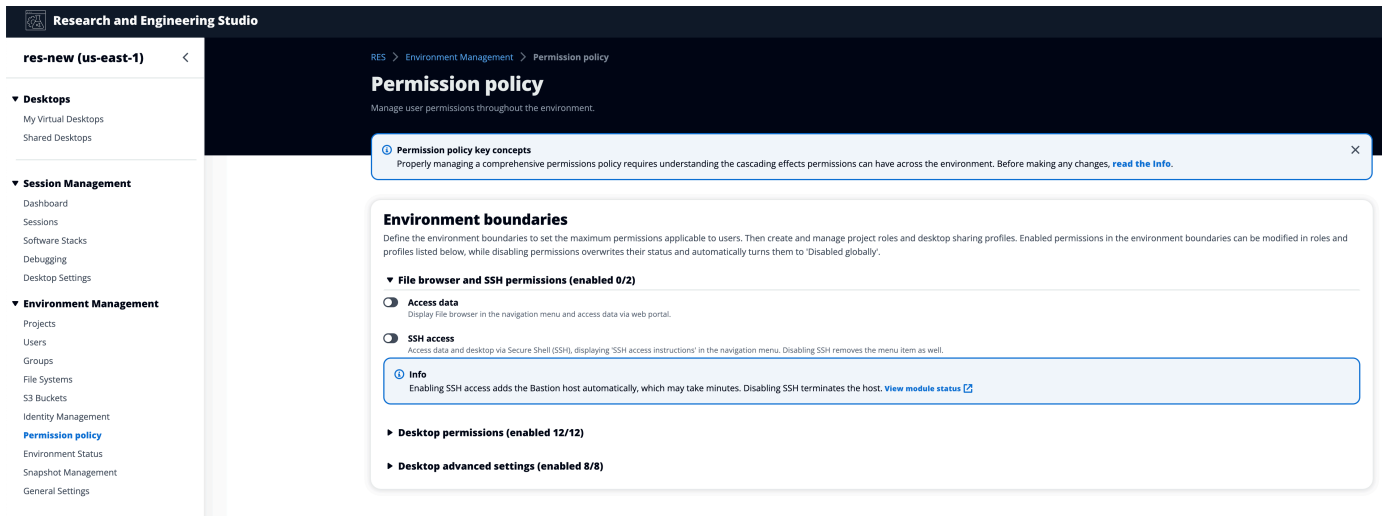 Research and Engineering Studio
res-new (us-east-1)
Desktops
My Virtual Desktops
Shared Desktops
Session Management
Dashboard
Sessions
Software Stacks
Debugging
Desktop Settings
Environment Management
Projects
Users
Groups
File Systems
S3 Buckets
Identity Management
Permission policy
Environment Status
Snapshot Management
General Settings
RES > Environment Management > Permission policy
Permission policy
Manage user permissions throughout the environment.
Permission policy key concepts
Properly managing a comprehensive permissions policy requires understanding the cascading effects permissions can have across the environment. Before making any changes, read the Info.
Environment boundaries
Define the environment boundaries to set the maximum permissions applicable to users. Then create and manage project roles and desktop sharing profiles. Enabled permissions in the environment boundaries can be modified in roles and
profiles listed below, while disabling permissions overwrites their status and automatically turns them to 'Disabled globally'.
File browser and SSH permissions (enabled 0/2)
Access data
Display File browser in the navigation menu and access data via web portal.
SSH access
Access data and desktop via Secure Shell (SSH), displaying 'SSH access instructions' in the navigation menu. Disabling SSH removes the menu item as well.
Info
Enabling SSH access adds the Bastion host automatically, which may take minutes. Disabling SSH terminates the host. View module status
Desktop permissions (enabled 12/12)
Desktop advanced settings (enabled 8/8)